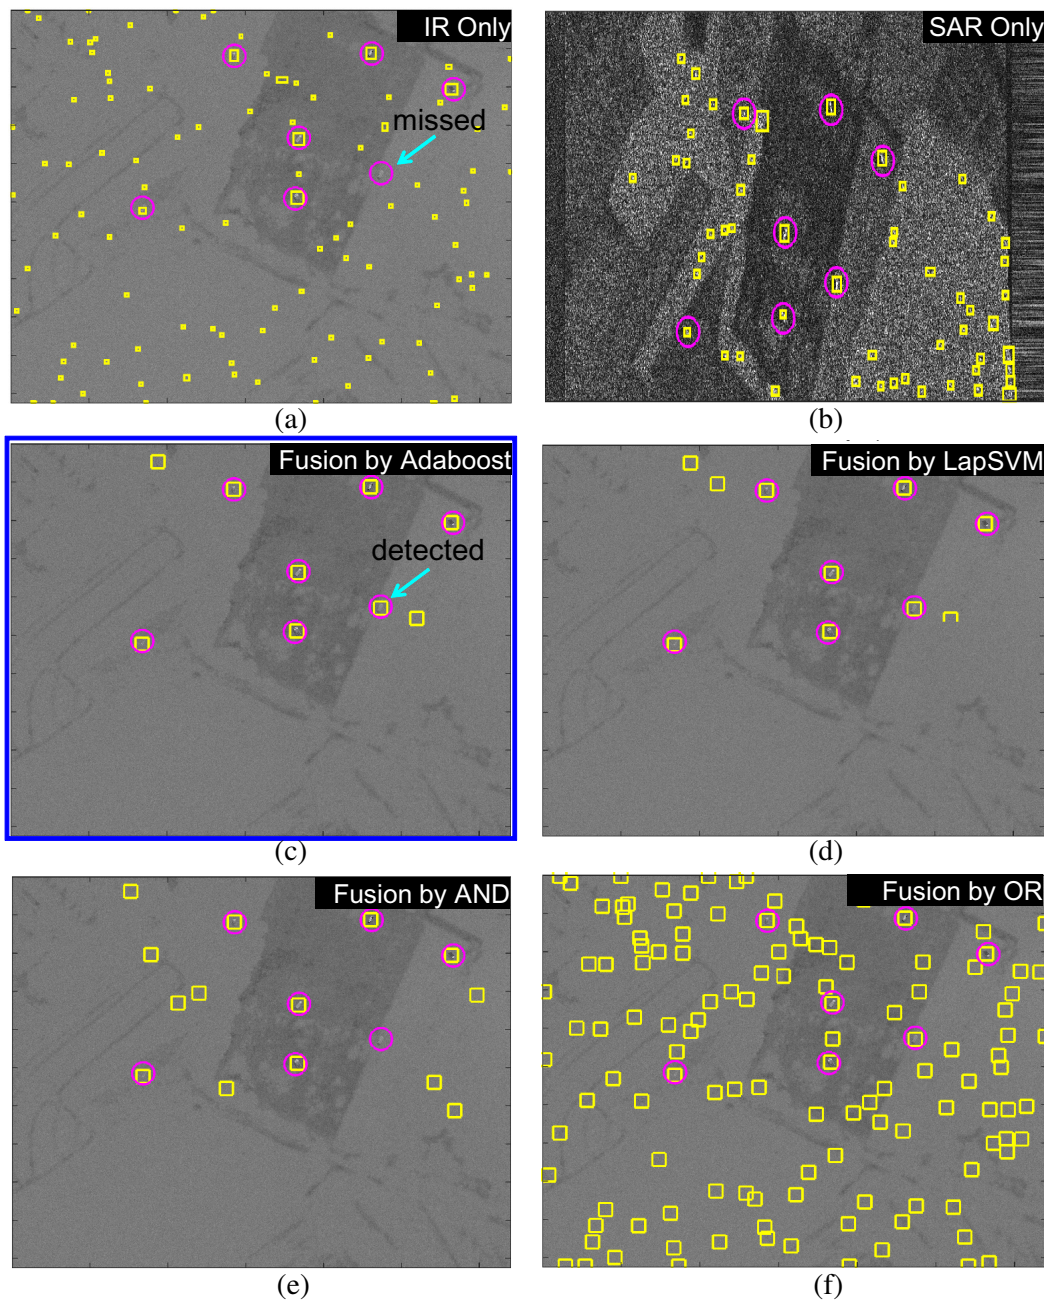 IR Only
SAR Only
missed
(a)
(b)
Fusion by Adaboost
Fusion by LapSVM
detected
(c)
(d)
Fusion by AND
Fusion by OR
(e)
(f)